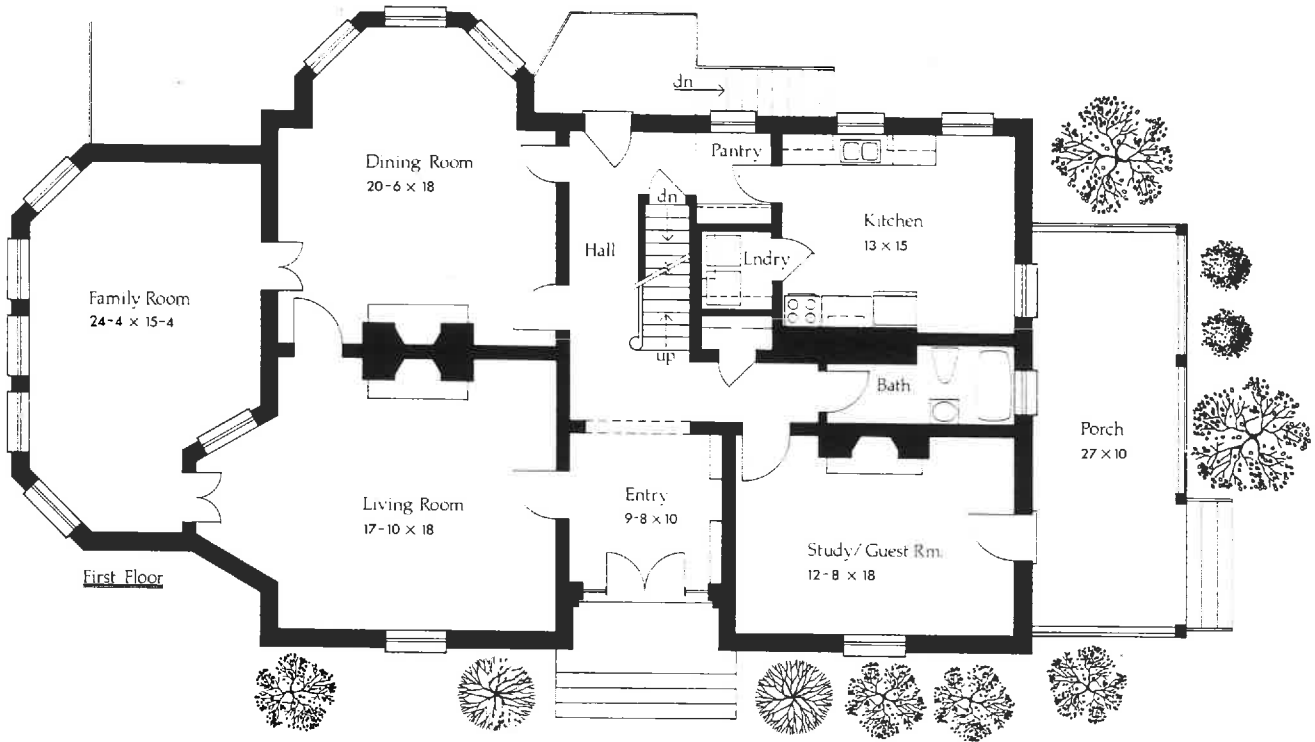 dn
Pantry
Dining Room
20-6 × 18
dn
Kitchen
13 × 15
Hall
Lndry
Family Room
24-4 × 15-4
up
Bath
Porch
27 × 10
Living Room
17-10 × 18
Entry
9-8 × 10
Study/Guest Rm.
12-8 × 18
First Floor